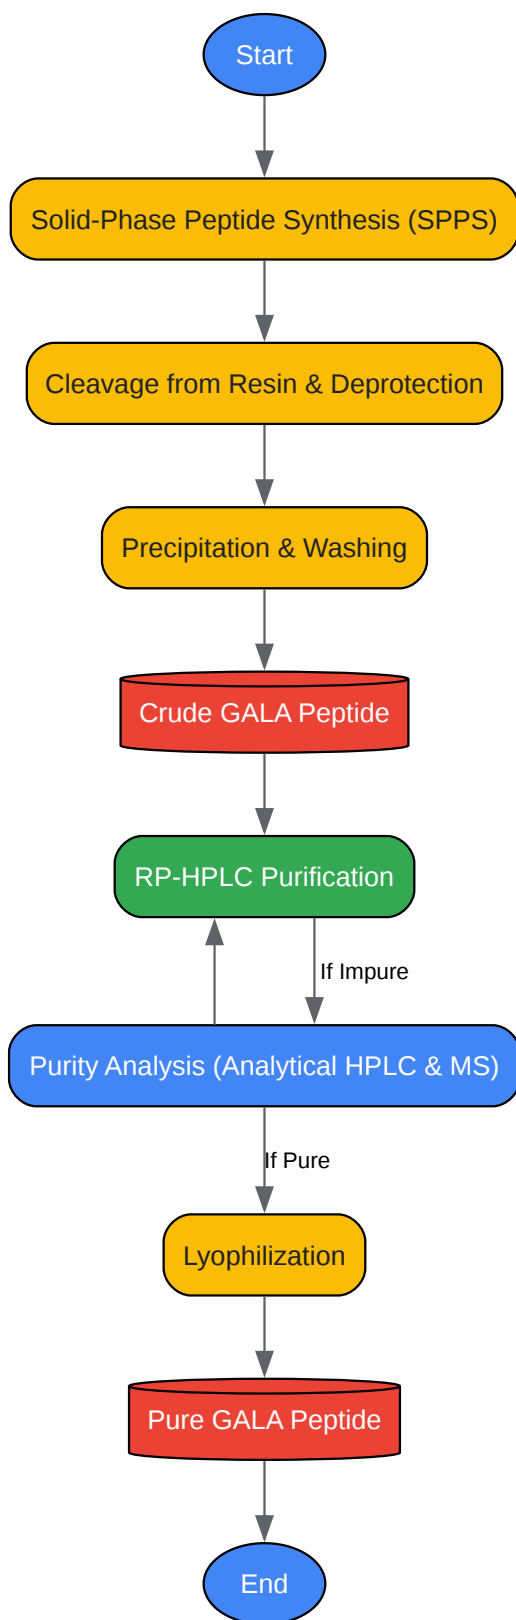 Start
Solid-Phase Peptide Synthesis (SPPS)
Cleavage from Resin & Deprotection
Precipitation & Washing
Crude GALA Peptide
RP-HPLC Purification
If Impure
Purity Analysis (Analytical HPLC & MS)
If Pure
Lyophilization
Pure GALA Peptide
End